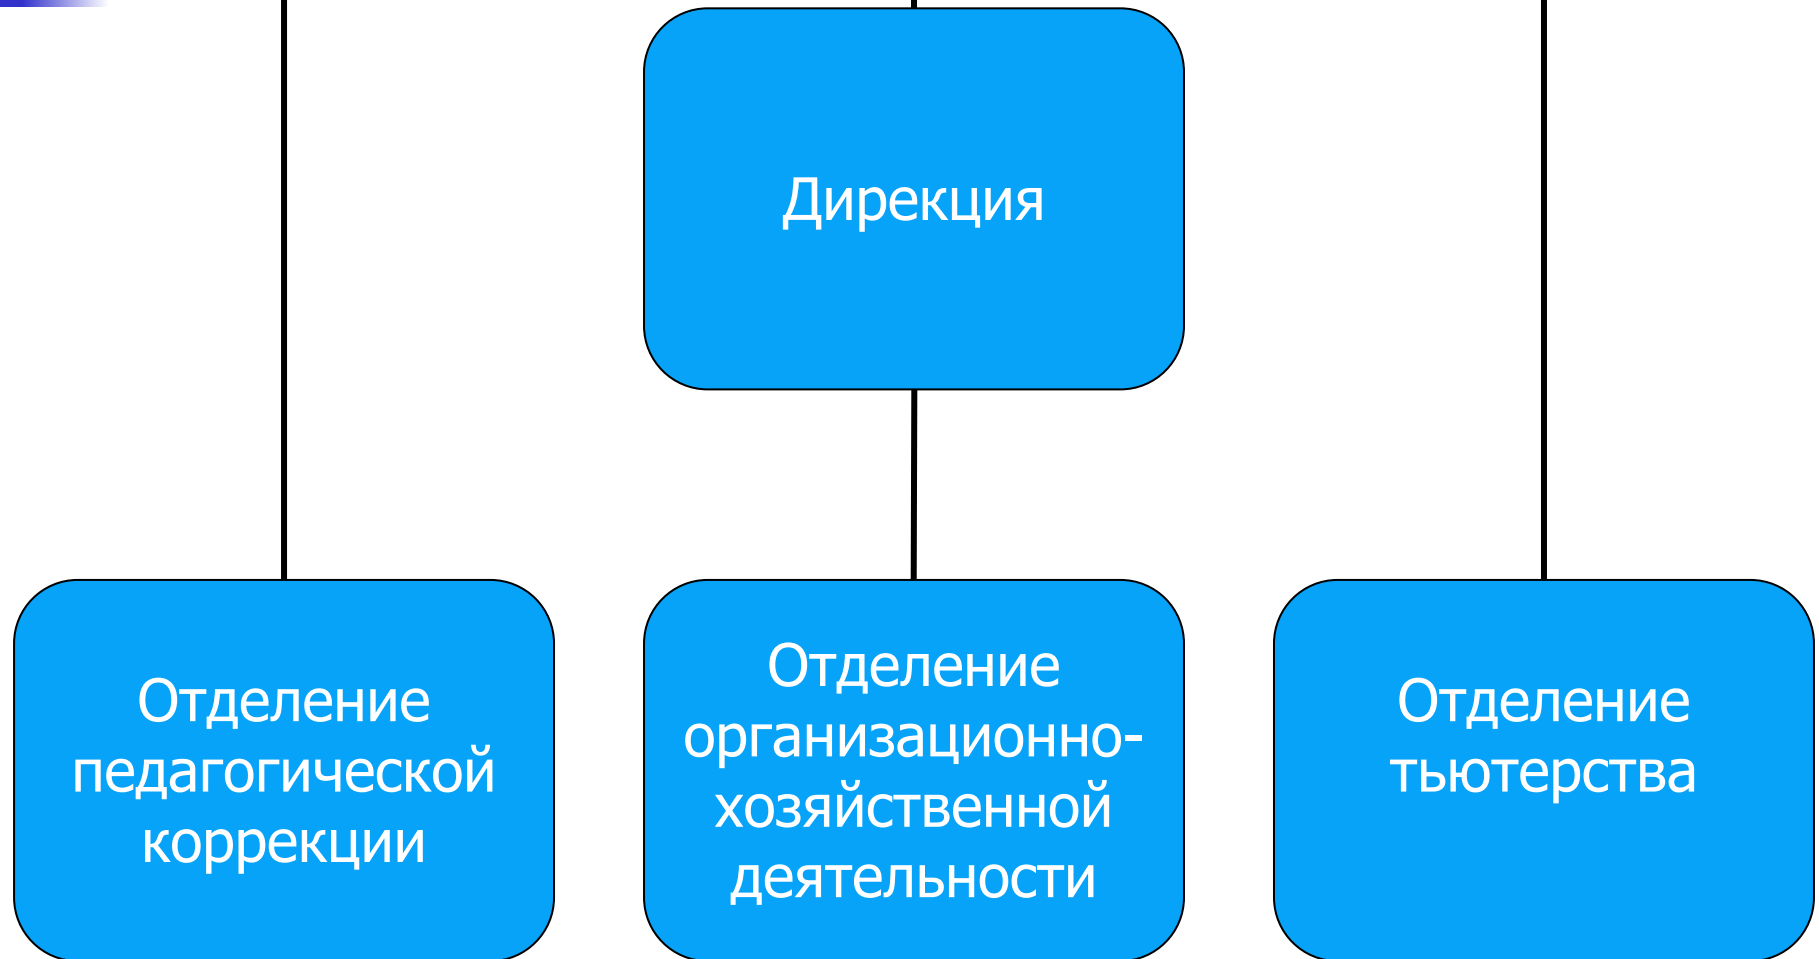 Дирекция
Отделение
педагогической
коррекции
Отделение
организационно-
хозяйственной
деятельности
Отделение
тьютерства